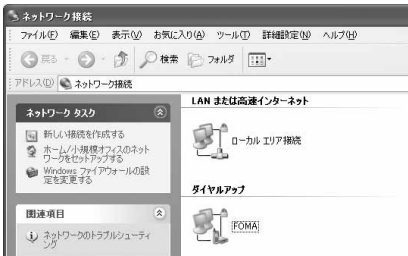 ネットワーク接続
ファイル(F) 編集(E) 表示(V) お気に入り(A) ツール(T) 詳細設定(N) ヘルプ(H)
戻る 検索 フォルダ
アドレス(D) ネットワーク接続
ネットワーク タスク
新しい接続を作成する
ホーム/小規模オフィスのネット
ワークをセットアップする
Windows ファイアウォールの設
定を変更する
関連項目
ネットワークのトラブルシューティ
ング
LAN または高速インターネット
ローカル エリア接続
ダイヤルアップ
FOMA